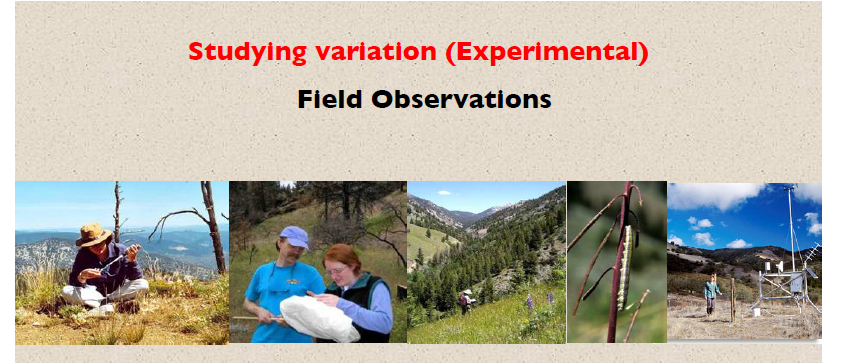 Studying variation (Experimental)
Field Observations